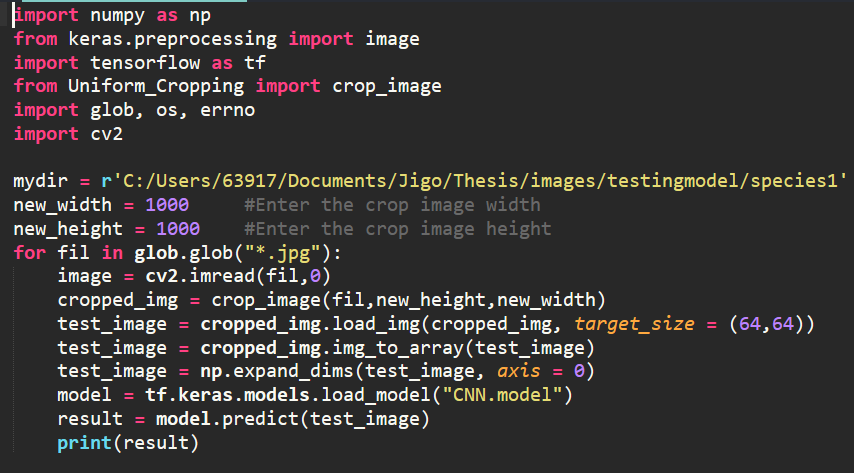 import numpy as np
from keras.preprocessing import image
import tensorflow as tf
from Uniform_Cropping import crop_image
import glob, os, errno
import cv2

mydir = r'C:/Users/63917/Documents/Jigo/Thesis/images/testingmodel/species1'
new_width = 1000     #Enter the crop image width
new_height = 1000    #Enter the crop image height
for fil in glob.glob("*.jpg"):
    image = cv2.imread(fil,0)
    cropped_img = crop_image(fil,new_height,new_width)
    test_image = cropped_img.load_img(cropped_img, target_size = (64,64))
    test_image = cropped_img.img_to_array(test_image)
    test_image = np.expand_dims(test_image, axis = 0)
    model = tf.keras.models.load_model("CNN.model")
    result = model.predict(test_image)
    print(result)